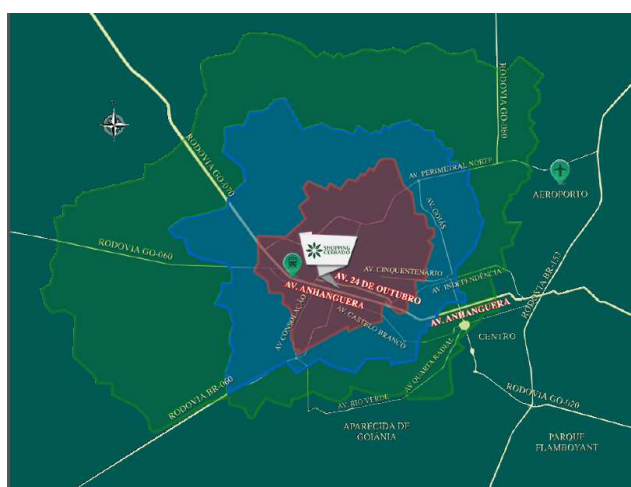 RODOVIA GO-080
AV. PERIMETRAL NORTE
AEROPORTO
RODOVIA GO-070
AV. GOIÁS
RODOVIA GO-060
SHOPPING
CERRADO
AV. CINQUENTENÁRIO
AV. 24 DE OUTUBRO
AV. INDEPENDÊNCIA
RODOVIA BR-153
AV. ANHANGUERA
AV. ANHANGUERA
AV. CASTELO BRANCO
AV. CONSOLAÇÃO
CENTRO
AV. QUARTA RADIAL
RODOVIA BR-060
AV. RIO VERDE
RODOVIA GO-020
APARECIDA DE
GOIÂNIA
PARQUE
FLAMBOYANT